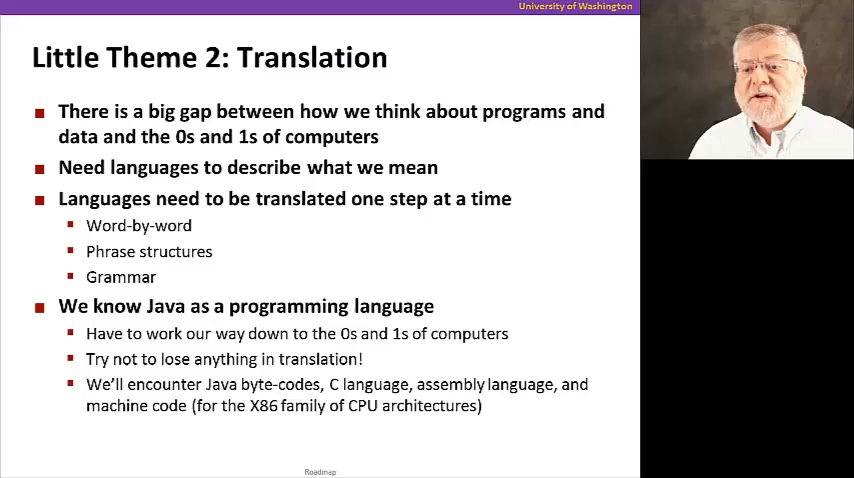 University of Washington
Little Theme 2: Translation
There is a big gap between how we think about programs and
data and the 0s and 1s of computers
Need languages to describe what we mean
Languages need to be translated one step at a time
Word-by-word
Phrase structures
Grammar
We know Java as a programming language
Have to work our way down to the 0s and 1s of computers
Try not to lose anything in translation!
We'll encounter Java byte-codes, C language, assembly language, and
machine code (for the X86 family of CPU architectures)
Roadmap